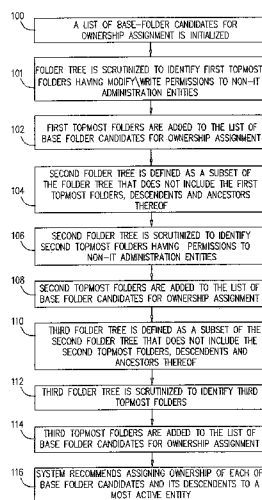 100
A LIST OF BASE-FOLDER CANDIDATES FOR
OWNERSHIP ASSIGNMENT IS INITIALIZED
101
FOLDER TREE IS SCRUTINIZED TO IDENTIFY FIRST TOPMOST
FOLDERS HAVING MODIFY\WRITE PERMISSIONS TO NON-IT
ADMINISTRATION ENTITIES
102
FIRST TOPMOST FOLDERS ARE ADDED TO THE LIST OF
BASE FOLDER CANDIDATES FOR OWNERSHIP ASSIGNMENT
104
SECOND FOLDER TREE IS DEFINED AS A SUBSET OF
THE FOLDER TREE THAT DOES NOT INCLUDE THE FIRST
TOPMOST FOLDERS, DESCENDENTS AND ANCESTORS
THEREOF
106
SECOND FOLDER TREE IS SCRUTINIZED TO IDENTIFY
SECOND TOPMOST FOLDERS HAVING PERMISSIONS TO
NON-IT ADMINISTRATION ENTITIES
108
SECOND TOPMOST FOLDERS ARE ADDED TO THE LIST OF
BASE FOLDER CANDIDATES FOR OWNERSHIP ASSIGNMENT
110
THIRD FOLDER TREE IS DEFINED AS A SUBSET OF THE
SECOND FOLDER TREE THAT DOES NOT INCLUDE THE
SECOND TOPMOST FOLDERS, DESCENDENTS AND
ANCESTORS THEREOF
112
THIRD FOLDER TREE IS SCRUTINIZED TO IDENTIFY THIRD
TOPMOST FOLDERS
114
THIRD TOPMOST FOLDERS ARE ADDED TO THE LIST OF
BASE FOLDER CANDIDATES FOR OWNERSHIP ASSIGNMENT
116
SYSTEM RECOMMENDS ASSIGNING OWNERSHIP OF EACH OF
BASE FOLDER CANDIDATES AND ITS DESCENDENTS TO A
MOST ACTIVE ENTITY